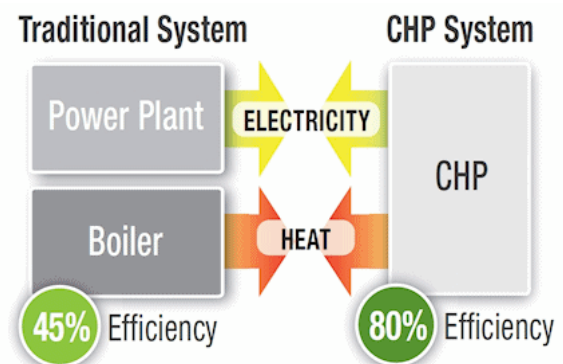 Traditional System
CHP System
Power Plant
ELECTRICITY
CHP
Boiler
HEAT
45% Efficiency
80% Efficiency